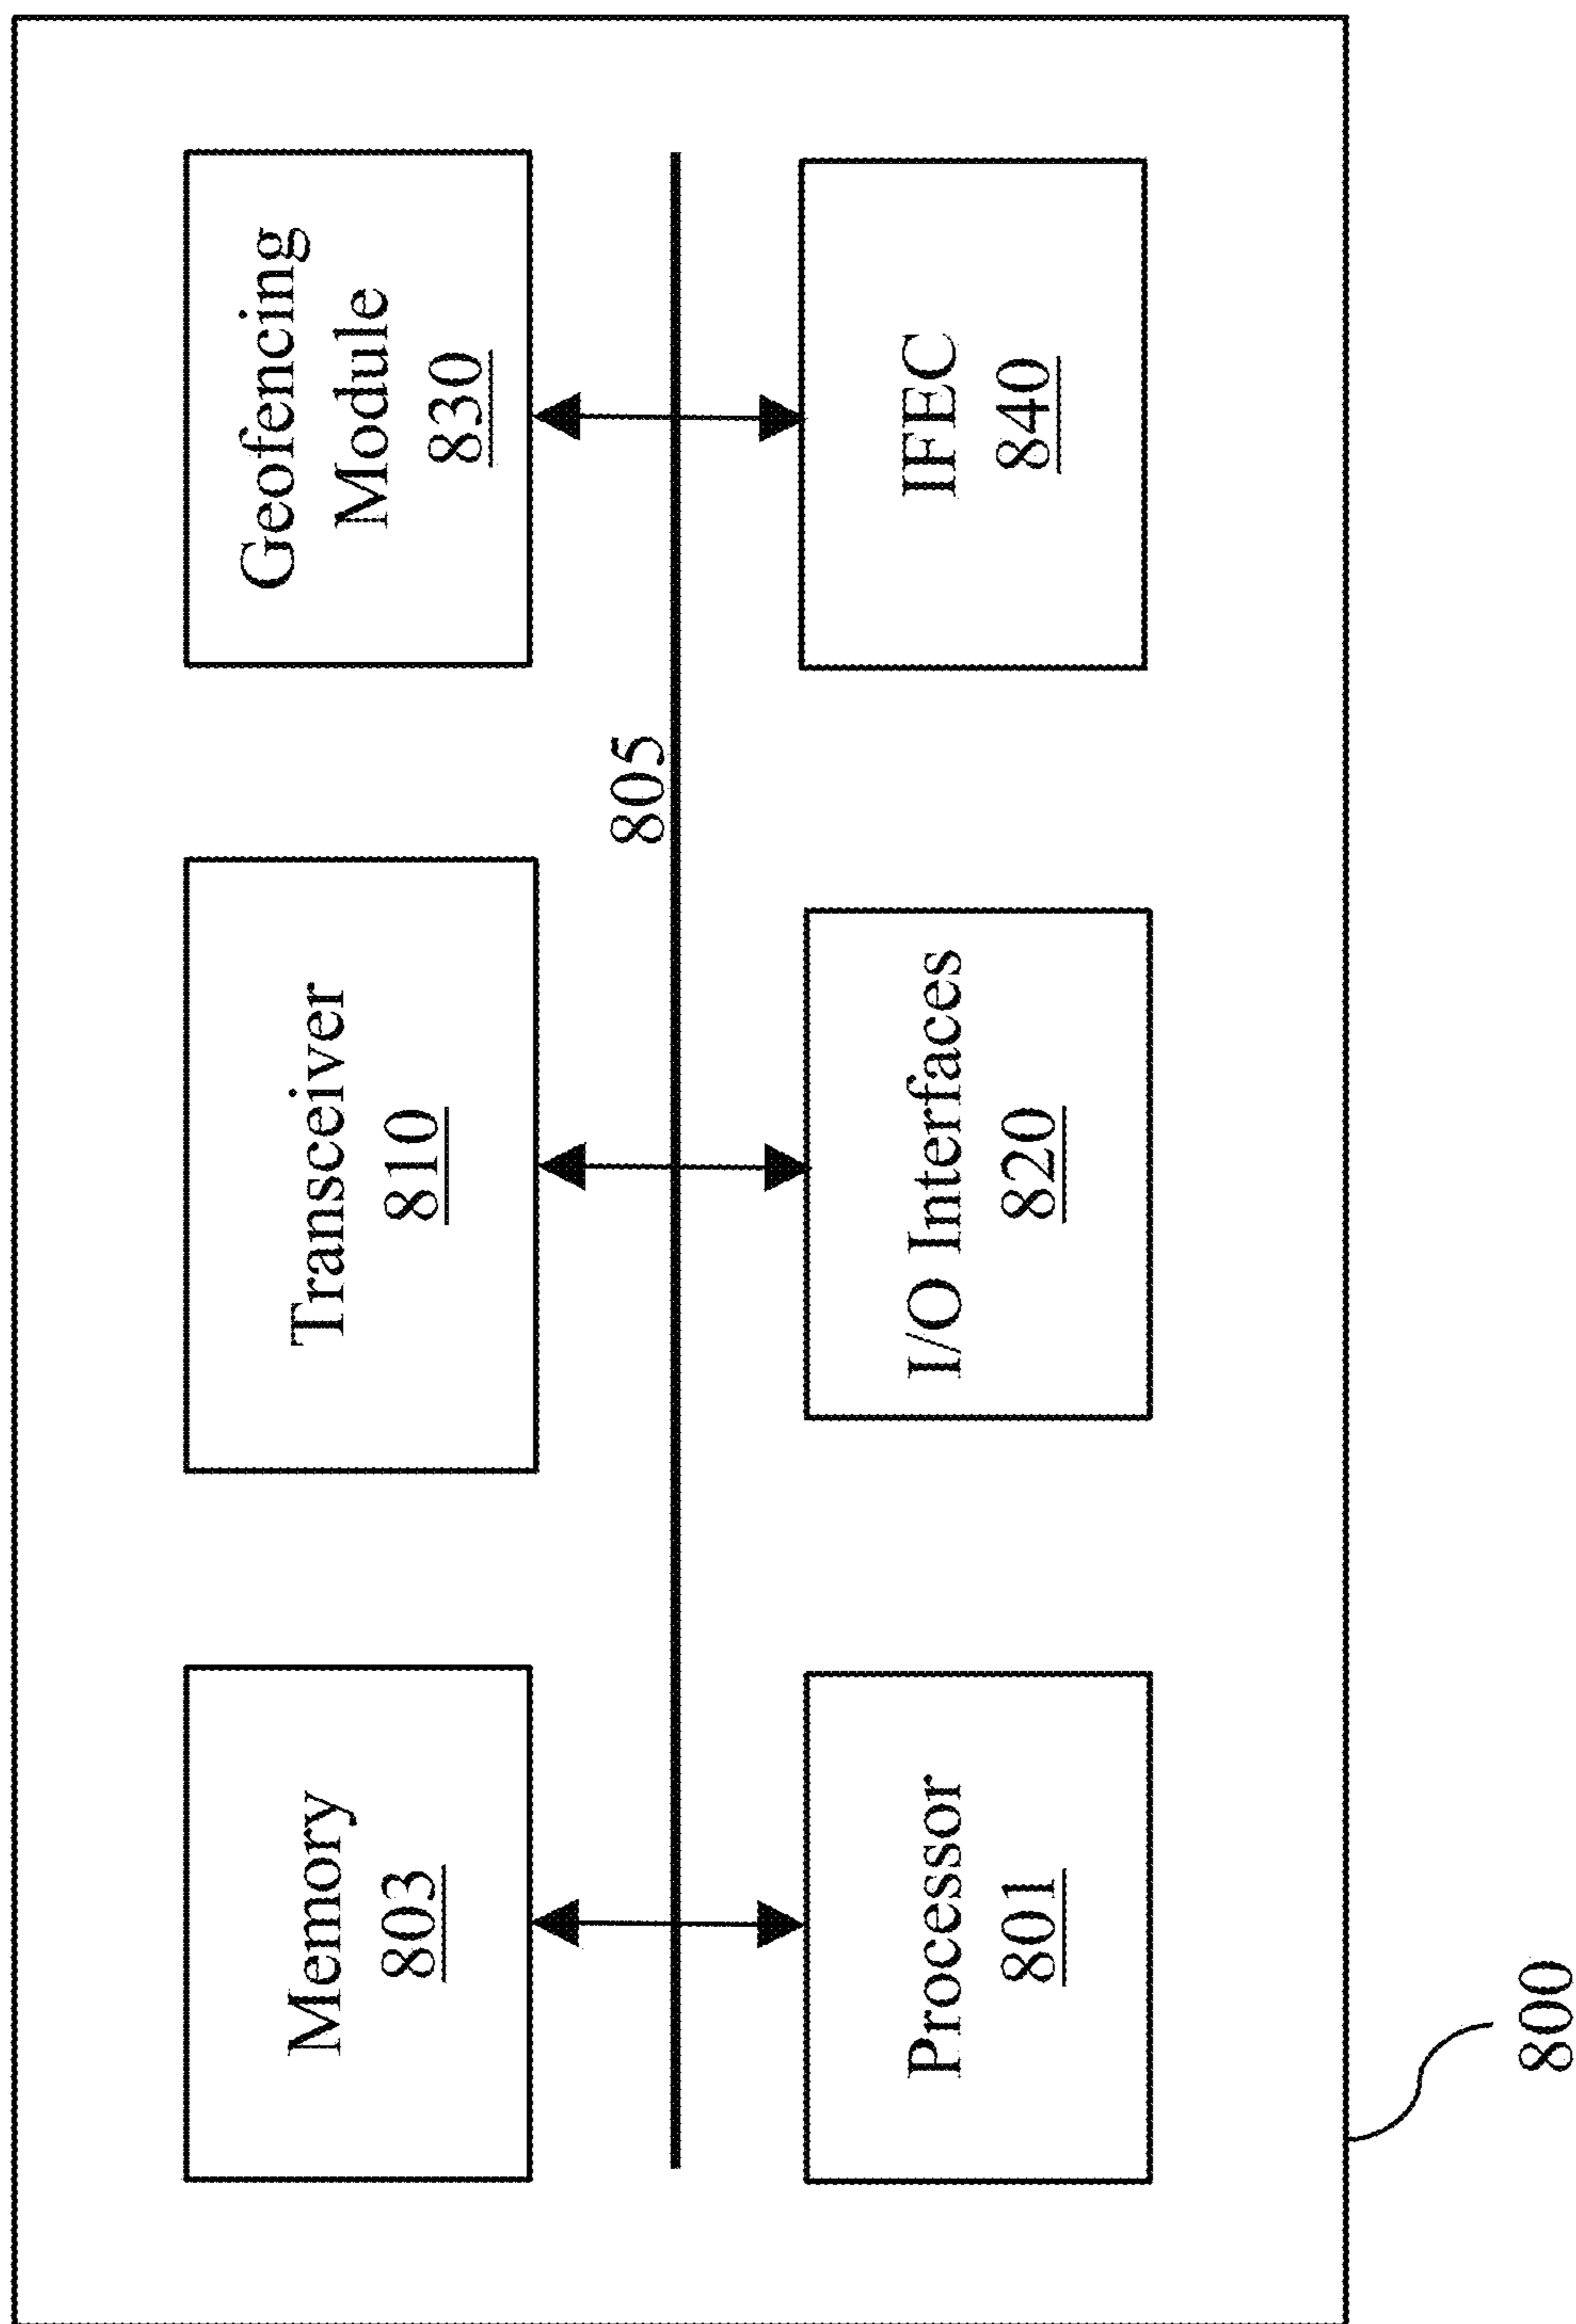 Memory
803
Transceiver
810
Geofencing
Module
830
805
Processor
801
I/O Interfaces
820
IFEC
840
800